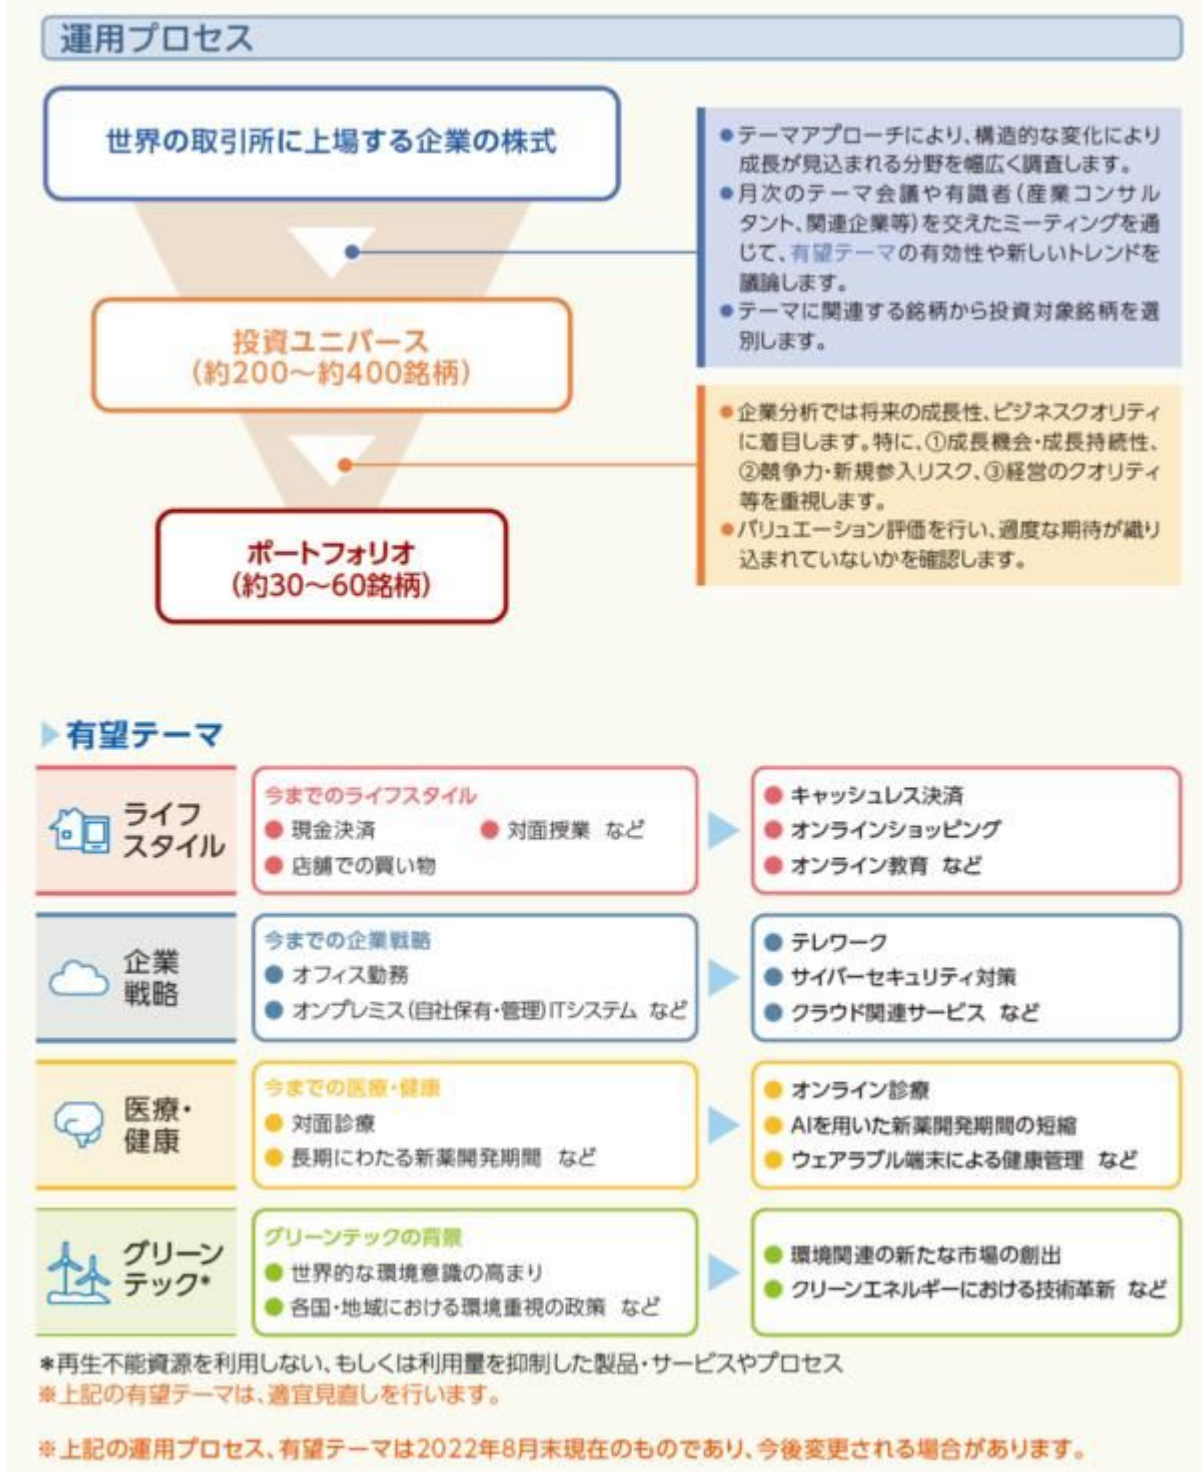 運用プロセス
世界の取引所に上場する企業の株式
●テーマアプローチにより、構造的な変化により
成長が見込まれる分野を幅広く調査します。
●月次のテーマ会議や有識者(産業コンサル
タント、関連企業等)を交えたミーティングを通
じて、有望テーマの有効性や新しいトレンドを
議論します。
●テーマに関連する銘柄から投資対象銘柄を選
別します。
投資ユニバース
(約200～約400銘柄)
●企業分析では将来の成長性、ビジネスクオリティ
に着目します。特に、①成長機会・成長持続性、
②競争力・新規参入リスク、③経営のクオリティ
等を重視します。
●バリュエーション評価を行い、過度な期待が織り
込まれていないかを確認します。
ポートフォリオ
(約30～60銘柄)
▶有望テーマ
ライフ
スタイル
今までのライフスタイル
●現金決済 ●対面授業 など
●店舗での買い物
●キャッシュレス決済
●オンラインショッピング
●オンライン教育 など
企業
戦略
今までの企業戦略
●オフィス勤務
●オンプレミス(自社保有・管理)ITシステム など
●テレワーク
●サイバーセキュリティ対策
●クラウド関連サービス など
医療・
健康
今までの医療・健康
●対面診療
●長期にわたる新薬開発期間 など
●オンライン診療
●AIを用いた新薬開発期間の短縮
●ウェアラブル端末による健康管理 など
グリーン
テック*
グリーンテックの背景
●世界的な環境意識の高まり
●各国・地域における環境重視の政策 など
●環境関連の新たな市場の創出
●クリーンエネルギーにおける技術革新 など
*再生不能資源を利用しない、もしくは利用量を抑制した製品・サービスやプロセス
※上記の有望テーマは、適宜見直しを行います。
※上記の運用プロセス、有望テーマは2022年8月末現在のものであり、今後変更される場合があります。